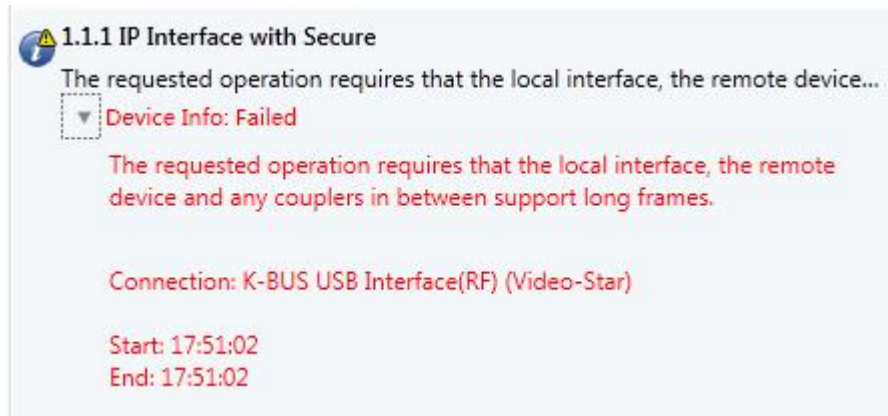 1.1.1 IP Interface with Secure
The requested operation requires that the local interface, the remote device...
Device Info: Failed
The requested operation requires that the local interface, the remote
device and any couplers in between support long frames.
Connection: K-BUS USB Interface(RF) (Video-Star)
Start: 17:51:02
End: 17:51:02